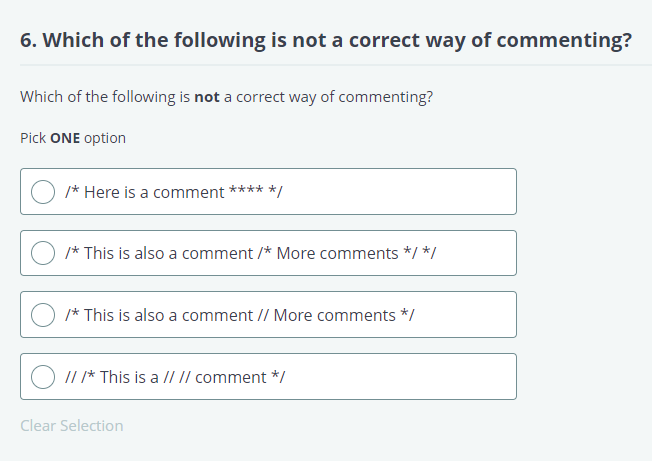 6. Which of the following is not a correct way of commenting?
Which of the following is not a correct way of commenting?
Pick ONE option
/* Here is a comment **** */
/* This is also a comment /* More comments */ */
/* This is also a comment // More comments */
// /* This is a // // comment */
Clear Selection